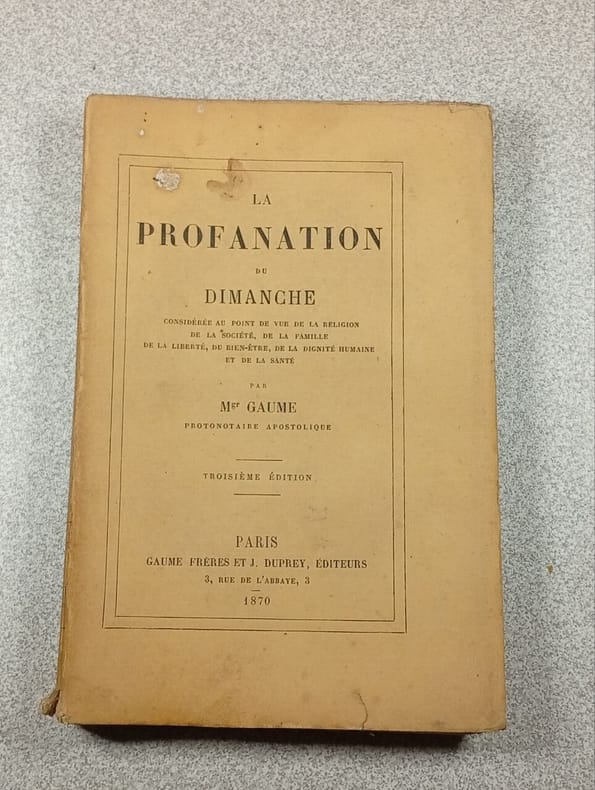 LA
PROFANATION
DU
DIMANCHE
CONSIDÉRÉE AU POINT DE VUE DE LA RELIGION
DE LA SOCIÉTÉ, DE LA FAMILLE
DE LA LIBERTÉ, DU BIEN-ÊTRE, DE LA DIGNITÉ HUMAINE
ET DE LA SANTÉ
PAR
Mgr GAUME
PROTONOTAIRE APOSTOLIQUE
TROISIÈME ÉDITION
PARIS
GAUME FRÈRES ET J. DUPREY, ÉDITEURS
3, RUE DE L'ABBAYE, 3
1870